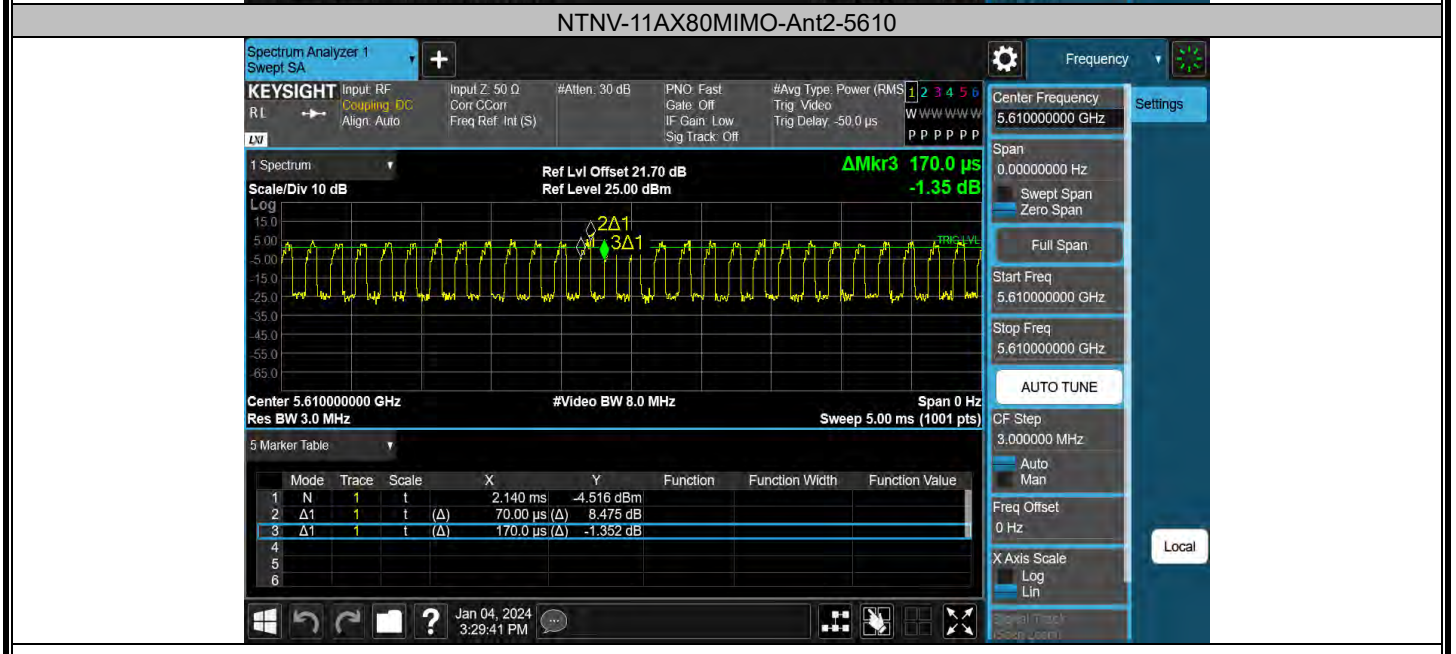 NTNV-11AX80MIMO-Ant2-5610
Spectrum Analyzer 1
Swept SA
Frequency
KEYSIGHT
RL
LXI
Input: RF
Coupling: DC
Align: Auto
Input Z: 50 Ω
Corr CCorr
Freq Ref: Int (S)
#Atten: 30 dB
PNO: Fast
Gate: Off
IF Gain: Low
Sig Track: Off
#Avg Type: Power (RMS
Trig: Video
Trig Delay: -50.0 µs
1 2 3 4 5 6
W W W W W W
P P P P P P
1 Spectrum
Scale/Div 10 dB
Ref Lvl Offset 21.70 dB
Ref Level 25.00 dBm
ΔMkr3 170.0 µs
-1.35 dB
Log
15.0
5.00
-5.00
-15.0
-25.0
-35.0
-45.0
-55.0
-65.0
2Δ1
3Δ1
TRIG LVL
Center 5.610000000 GHz
Res BW 3.0 MHz
#Video BW 8.0 MHz
Span 0 Hz
Sweep 5.00 ms (1001 pts)
5 Marker Table
Mode Trace Scale X Y Function Function Width Function Value
1 N 1 t 2.140 ms -4.516 dBm
2 Δ1 1 t (Δ) 70.00 µs (Δ) 8.475 dB
3 Δ1 1 t (Δ) 170.0 µs (Δ) -1.352 dB
4
5
6
Jan 04, 2024
3:29:41 PM
Center Frequency
5.610000000 GHz
Settings
Span
0.00000000 Hz
Swept Span
Zero Span
Full Span
Start Freq
5.610000000 GHz
Stop Freq
5.610000000 GHz
AUTO TUNE
CF Step
3.000000 MHz
Auto
Man
Freq Offset
0 Hz
X Axis Scale
Log
Lin
Local
Signal Track
(Span Zoom)